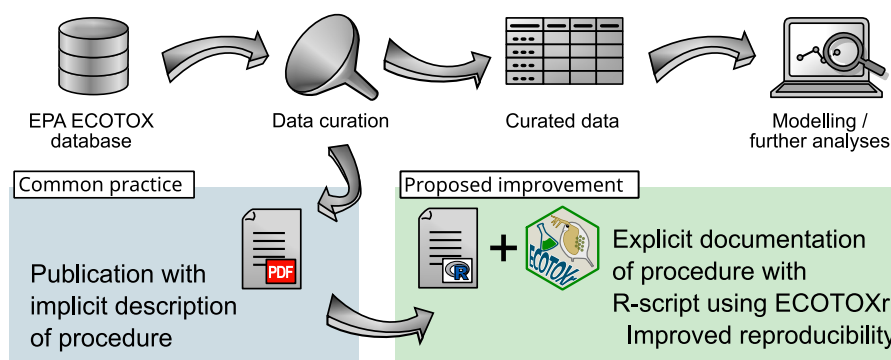 EPA ECOTOX
database
Data curation
Curated data
Modelling /
further analyses
Common practice
PDF
Publication with
implicit description
of procedure
Proposed improvement
R
ECOTOXr
Explicit documentation
of procedure with
R-script using ECOTOXr
Improved reproducibility